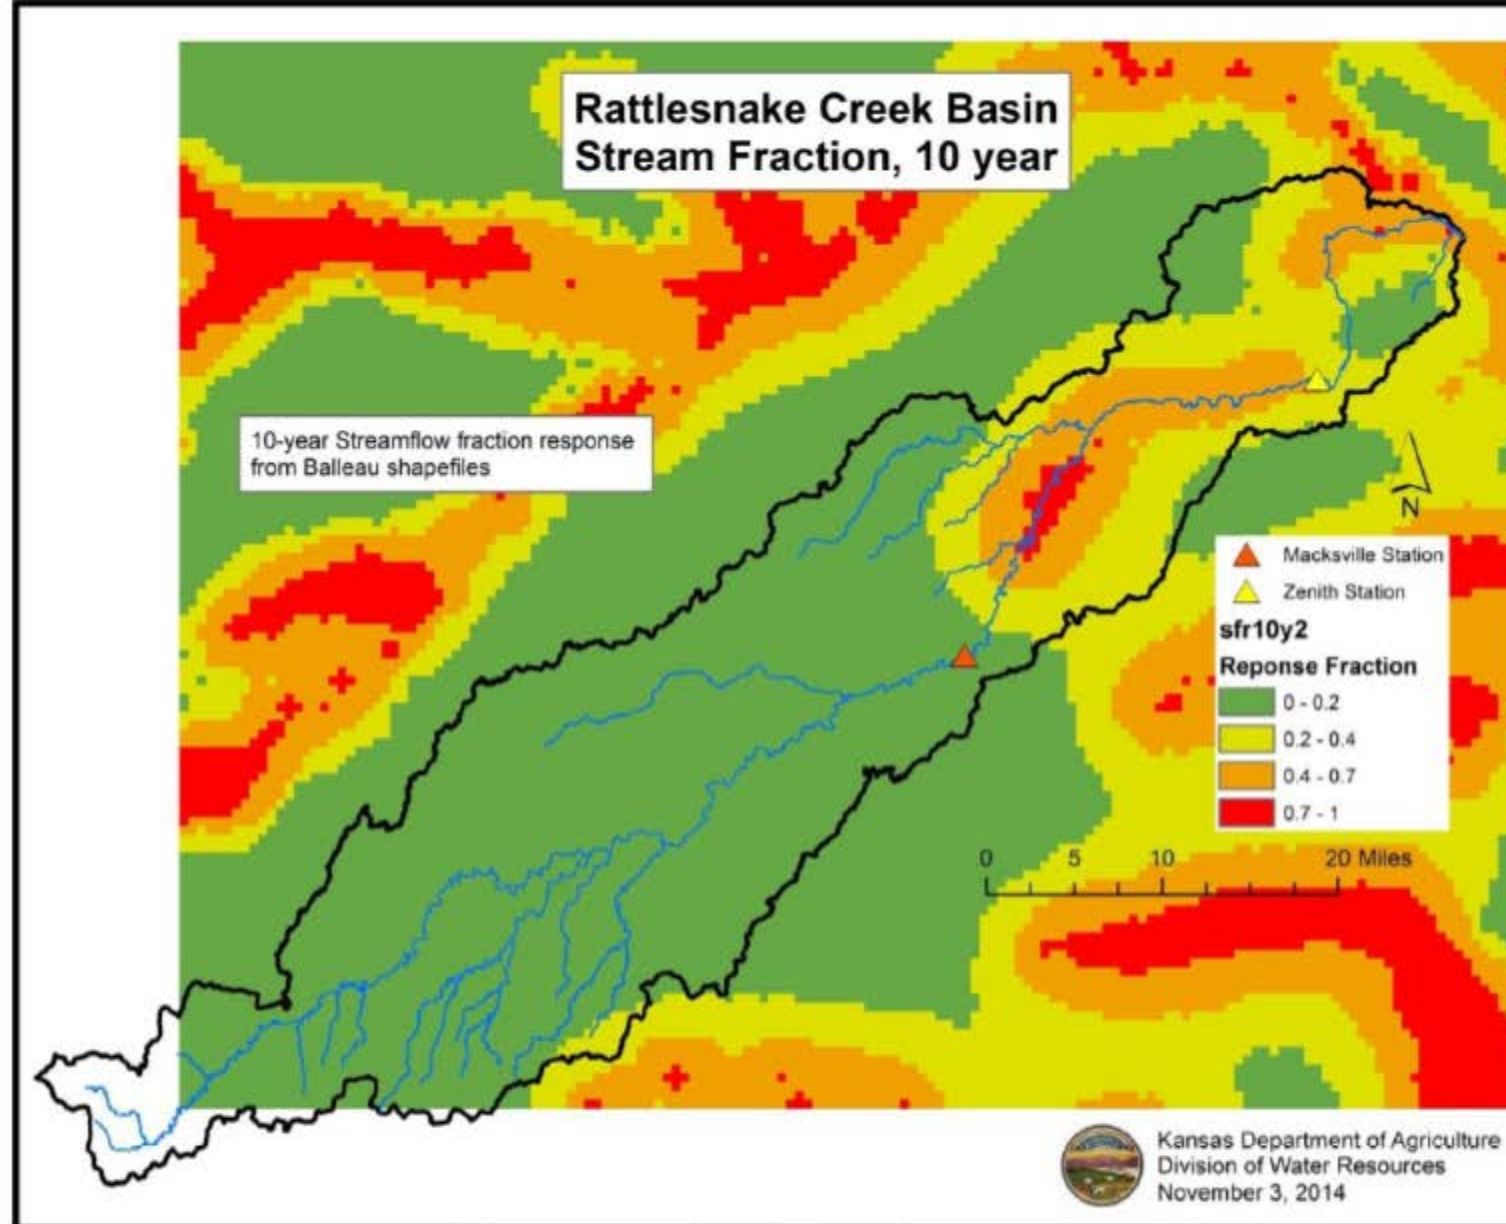 Rattlesnake Creek Basin
Stream Fraction, 10 year
10-year Streamflow fraction response
from Balleau shapefiles
N
Macksville Station
Zenith Station
sfr10y2
Reponse Fraction
0 - 0.2
0.2 - 0.4
0.4 - 0.7
0.7 - 1
0 5 10 20 Miles
Kansas Department of Agriculture
Division of Water Resources
November 3, 2014